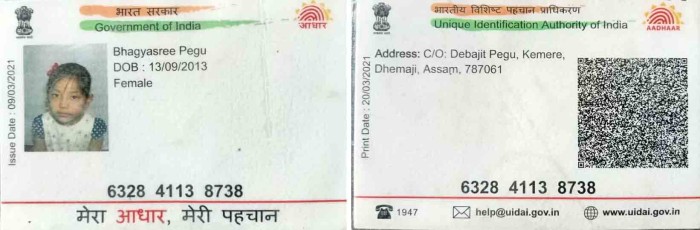 भारत सरकार
Government of India
आधार
Bhagyasree Pegu
DOB : 13/09/2013
Female
Issue Date : 09/03/2021
6328 4113 8738
मेरा आधार, मेरी पहचान
भारतीय विशिष्ट पहचान प्राधिकरण
Unique Identification Authority of India
AADHAAR
Address: C/O: Debajit Pegu, Kemere,
Dhemaji, Assam, 787061
Print Date : 20/03/2021
6328 4113 8738
1947
help@uidai.gov.in
www.uidai.gov.in